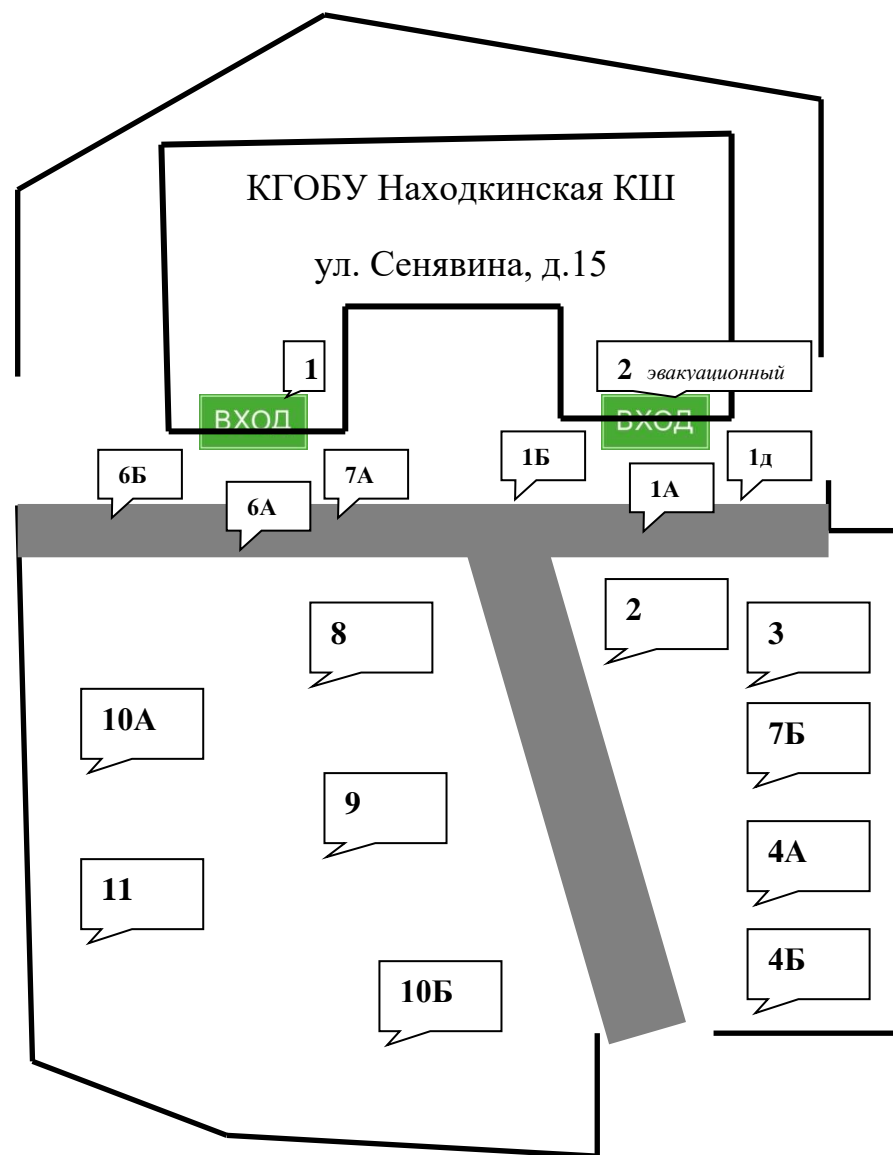 КГОБУ Находкинская КШ
ул. Сенявина, д.15
1
2 эвакуационный
ВХОД
ВХОД
6Б
6А
7А
1Б
1А
1д
8
2
3
10А
7Б
9
4А
11
4Б
10Б